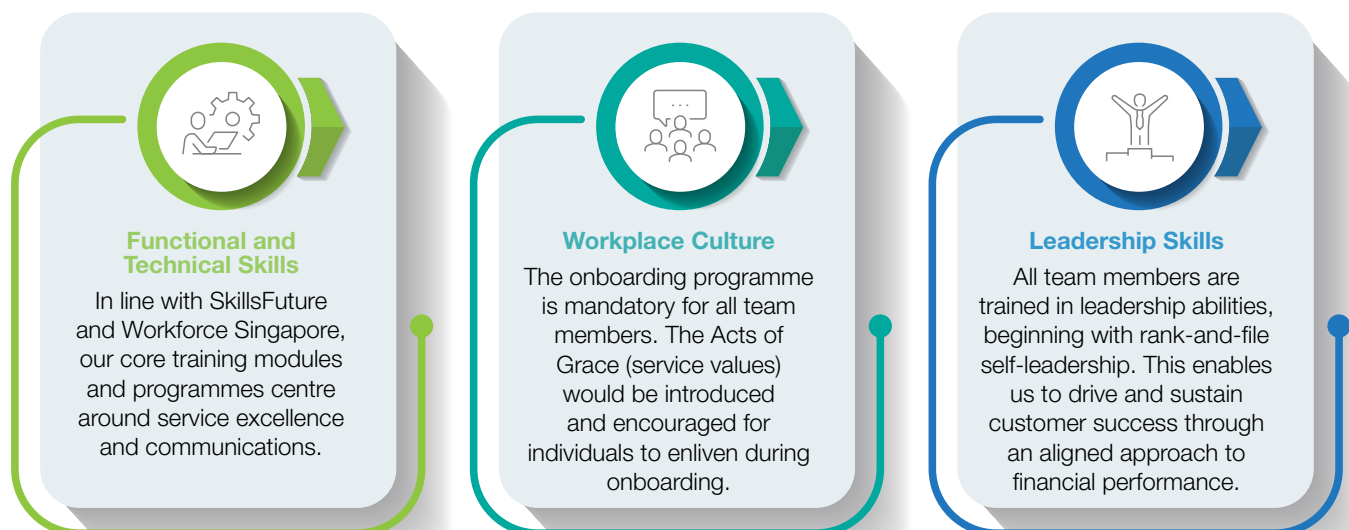 Functional and
Technical Skills
In line with SkillsFuture
and Workforce Singapore,
our core training modules
and programmes centre
around service excellence
and communications.
Workplace Culture
The onboarding programme
is mandatory for all team
members. The Acts of
Grace (service values)
would be introduced
and encouraged for
individuals to enliven during
onboarding.
Leadership Skills
All team members are
trained in leadership abilities,
beginning with rank-and-file
self-leadership. This enables
us to drive and sustain
customer success through
an aligned approach to
financial performance.